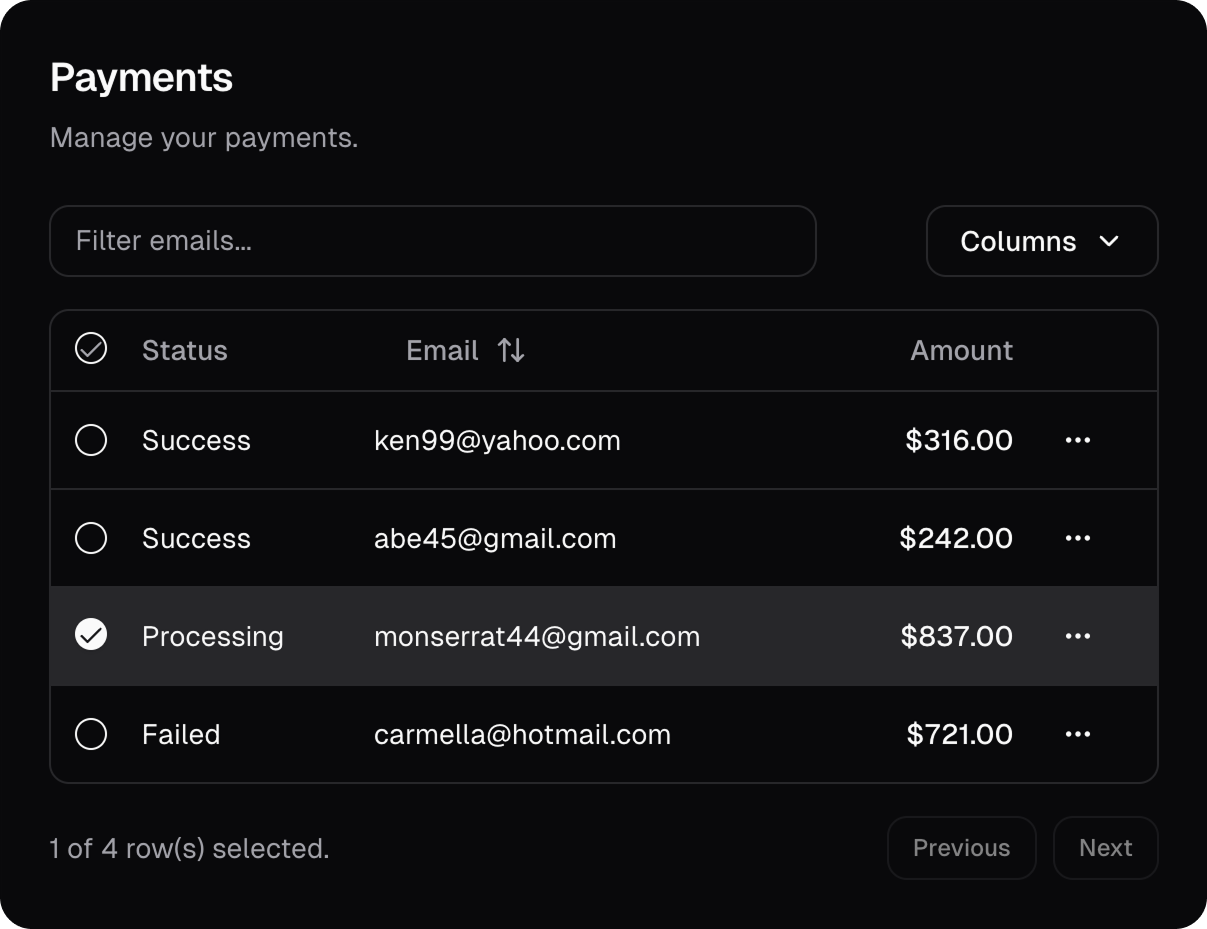 Payments
Manage your payments.
Filter emails...
Columns
Status Email Amount
Success ken99@yahoo.com $316.00
Success abe45@gmail.com $242.00
Processing monserrat44@gmail.com $837.00
Failed carmella@hotmail.com $721.00
1 of 4 row(s) selected.
Previous
Next